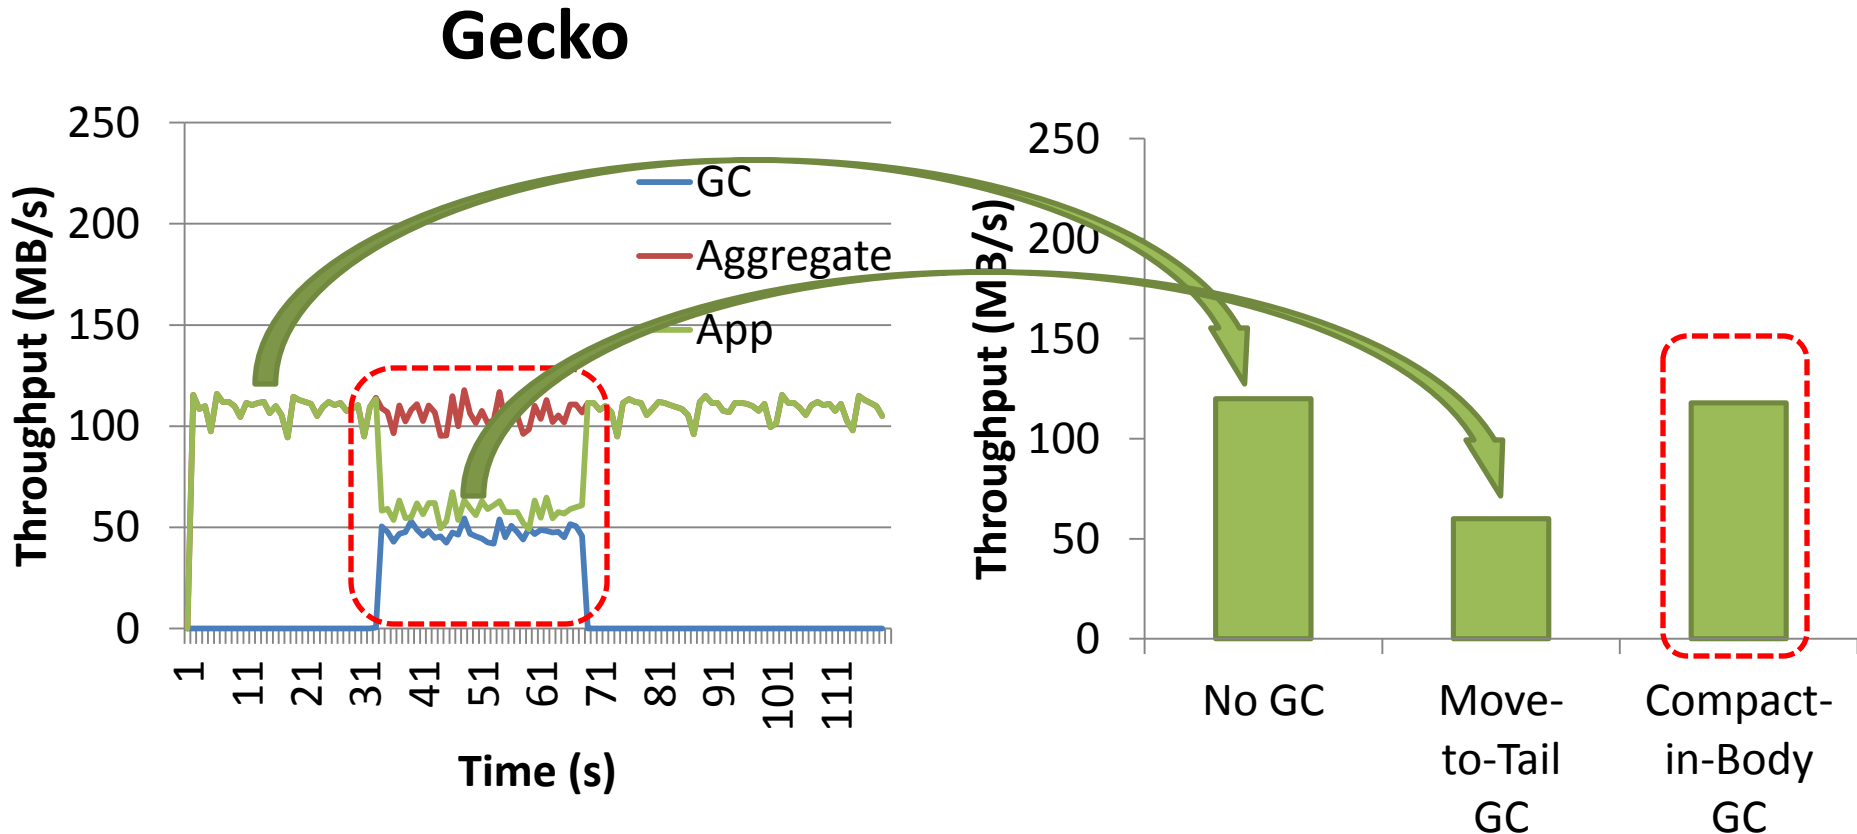 Gecko
Throughput (MB/s)
250
200
150
100
50
0
GC
Aggregate
App
1
11
21
31
41
51
61
71
81
91
101
111
Time (s)
Throughput (MB/s)
250
200
150
100
50
0
No GC
Move-
to-Tail
GC
Compact-
in-Body
GC